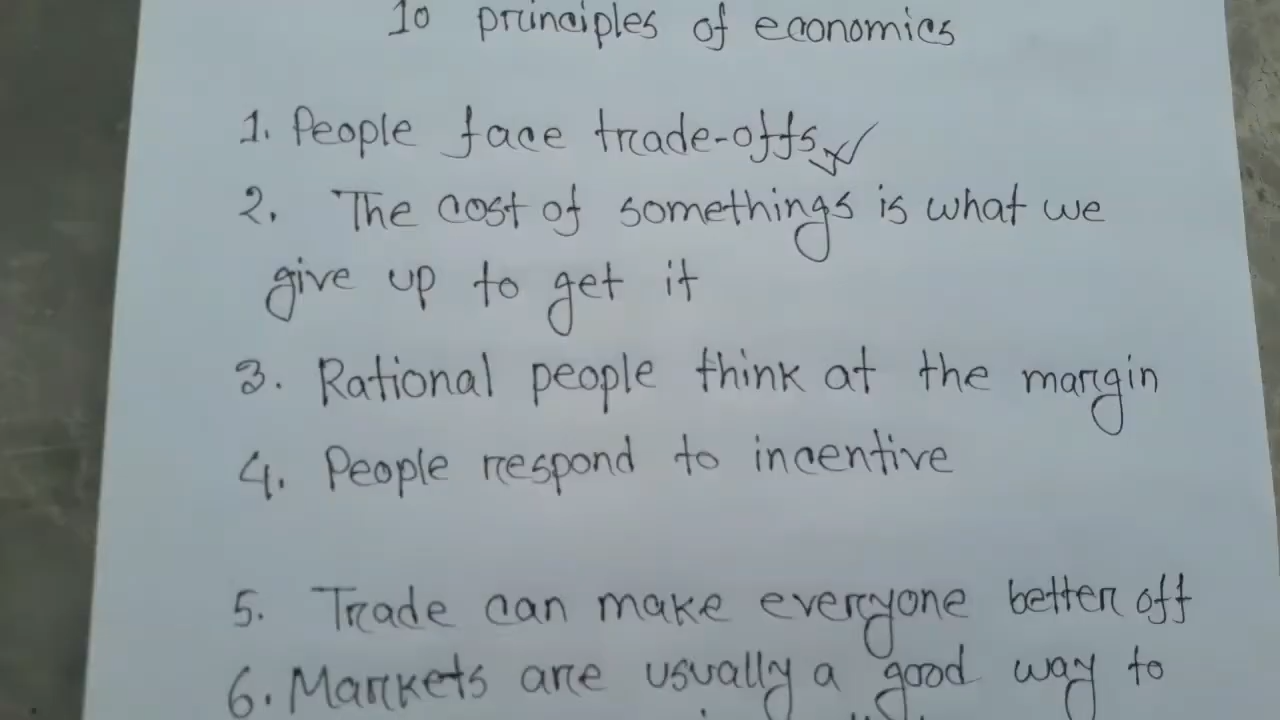 10 principles of economics
1. People face trade-offs
2. The cost of somethings is what we
give up to get it
3. Rational people think at the margin
4. People respond to incentive
5. Trade can make everyone better off
6. Markets are usually a good way to